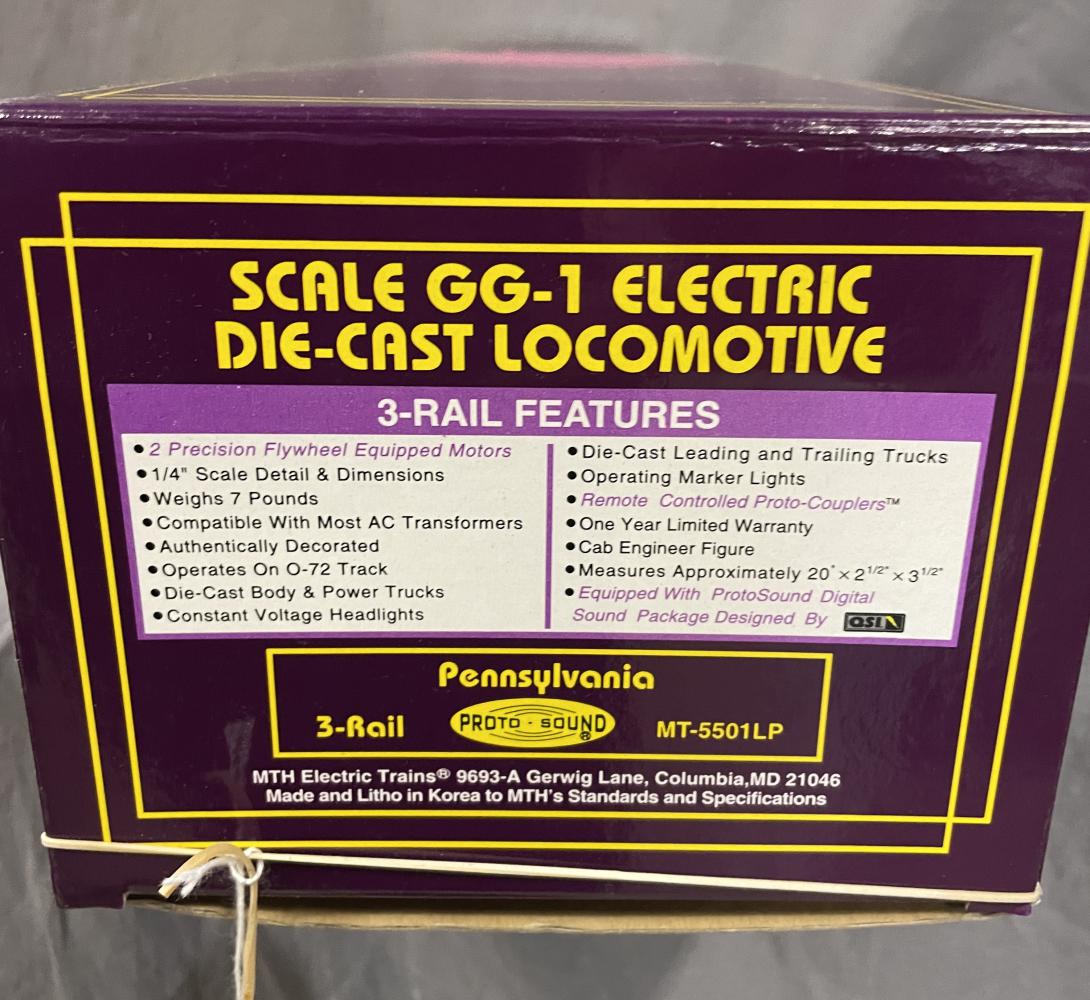 SCALE GG-1 ELECTRIC
DIE-CAST LOCOMOTIVE
3-RAIL FEATURES
• 2 Precision Flywheel Equipped Motors
• 1/4" Scale Detail & Dimensions
• Weighs 7 Pounds
• Compatible With Most AC Transformers
• Authentically Decorated
• Operates On O-72 Track
• Die-Cast Body & Power Trucks
• Constant Voltage Headlights
• Die-Cast Leading and Trailing Trucks
• Operating Marker Lights
• Remote Controlled Proto-Couplers™
• One Year Limited Warranty
• Cab Engineer Figure
• Measures Approximately 20" × 2 1/2" × 3 1/2"
• Equipped With ProtoSound Digital
Sound Package Designed By QSI
Pennsylvania
3-Rail PROTO-SOUND® MT-5501LP
MTH Electric Trains® 9693-A Gerwig Lane, Columbia,MD 21046
Made and Litho in Korea to MTH's Standards and Specifications